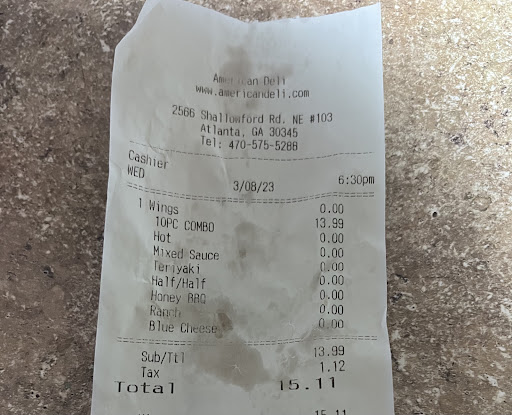 American Deli
www.americandeli.com
2566 Shallowford Rd. NE #103
Atlanta, GA 30345
Tel: 470-575-5288
Cashier
WED 3/08/23 6:30pm
1 Wings 0.00
10PC COMBO 13.99
Hot 0.00
Mixed Sauce 0.00
Teriyaki 0.00
Half/Half 0.00
Honey BBQ 0.00
Ranch 0.00
Blue Cheese 0.00
Sub/Ttl 13.99
Tax 1.12
Total 15.11
15.11